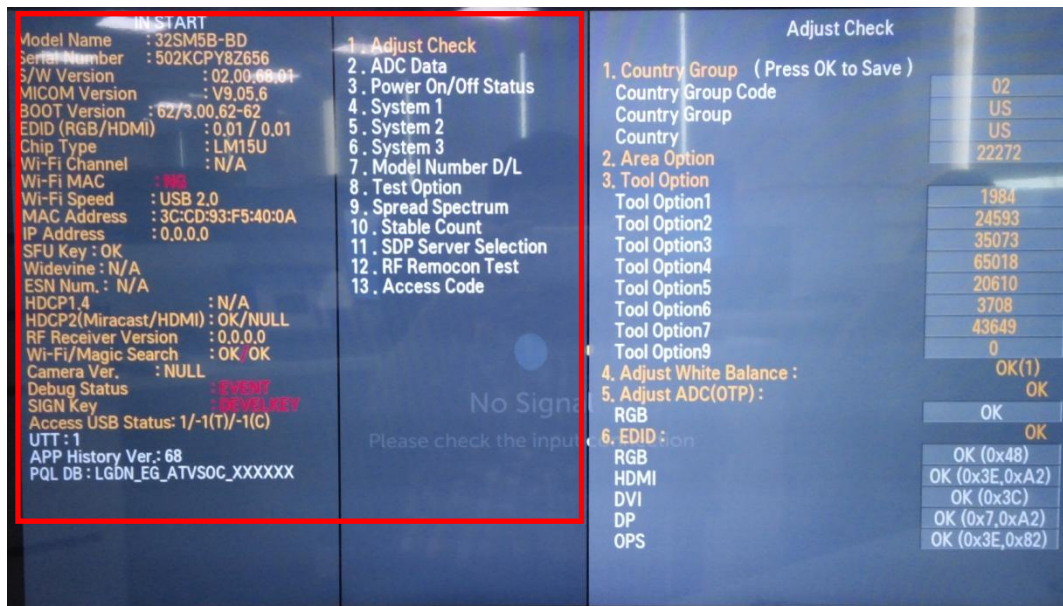 IN START
Model Name : 32SM5B-BD
Serial Number : 502KCPY8Z656
S/W Version : 02.00.68.01
MICOM Version : V9.05.6
BOOT Version : 62/3.00.62-62
EDID (RGB/HDMI) : 0.01 / 0.01
Chip Type : LM15U
Wi-Fi Channel : N/A
Wi-Fi MAC : NG
Wi-Fi Speed : USB 2.0
MAC Address : 3C:CD:93:F5:40:0A
IP Address : 0.0.0.0
SFU Key : OK
Widevine : N/A
ESN Num. : N/A
HDCP1.4 : N/A
HDCP2(Miracast/HDMI) : OK/NULL
RF Receiver Version : 0.0.0.0
Wi-Fi/Magic Search : OK/OK
Camera Ver. : NULL
Debug Status : EVENT
SIGN Key : DEVELKEY
Access USB Status: 1/-1(T)/-1(C)
UTT : 1
APP History Ver.: 68
PQL DB : LGDN_EG_ATVSOC_XXXXXX
1 . Adjust Check
2 . ADC Data
3 . Power On/Off Status
4 . System 1
5 . System 2
6 . System 3
7 . Model Number D/L
8 . Test Option
9 . Spread Spectrum
10 . Stable Count
11 . SDP Server Selection
12 . RF Remocon Test
13 . Access Code
No Signal
Please check the input connection
Adjust Check
1. Country Group ( Press OK to Save )
Country Group Code 02
Country Group US
Country US
2. Area Option 22272
3. Tool Option
Tool Option1 1984
Tool Option2 24593
Tool Option3 35073
Tool Option4 65018
Tool Option5 20610
Tool Option6 3708
Tool Option7 43649
Tool Option9 0
4. Adjust White Balance : OK(1)
5. Adjust ADC(OTP) : OK
RGB OK
6. EDID : OK
RGB OK (0x48)
HDMI OK (0x3E,0xA2)
DVI OK (0x3C)
DP OK (0x7,0xA2)
OPS OK (0x3E,0x82)